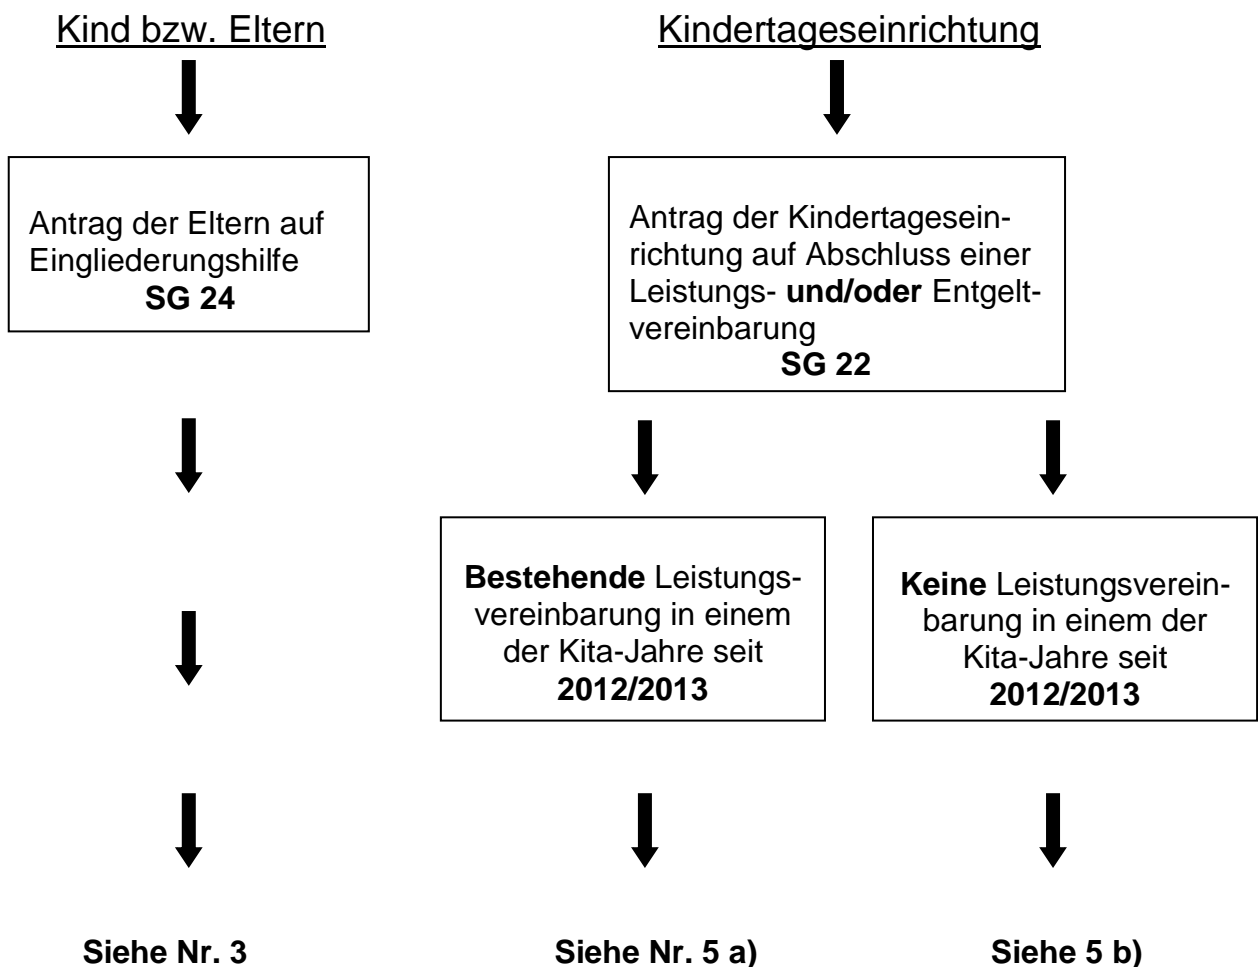 Kind bzw. Eltern
Antrag der Eltern auf
Eingliederungshilfe
SG 24
Siehe Nr. 3
Kindertageseinrichtung
Antrag der Kindertagesein-
richtung auf Abschluss einer
Leistungs- und/oder Entgelt-
vereinbarung
SG 22
Bestehende Leistungs-
vereinbarung in einem
der Kita-Jahre seit
2012/2013
Siehe Nr. 5 a)
Keine Leistungsverein-
barung in einem der
Kita-Jahre seit
2012/2013
Siehe 5 b)